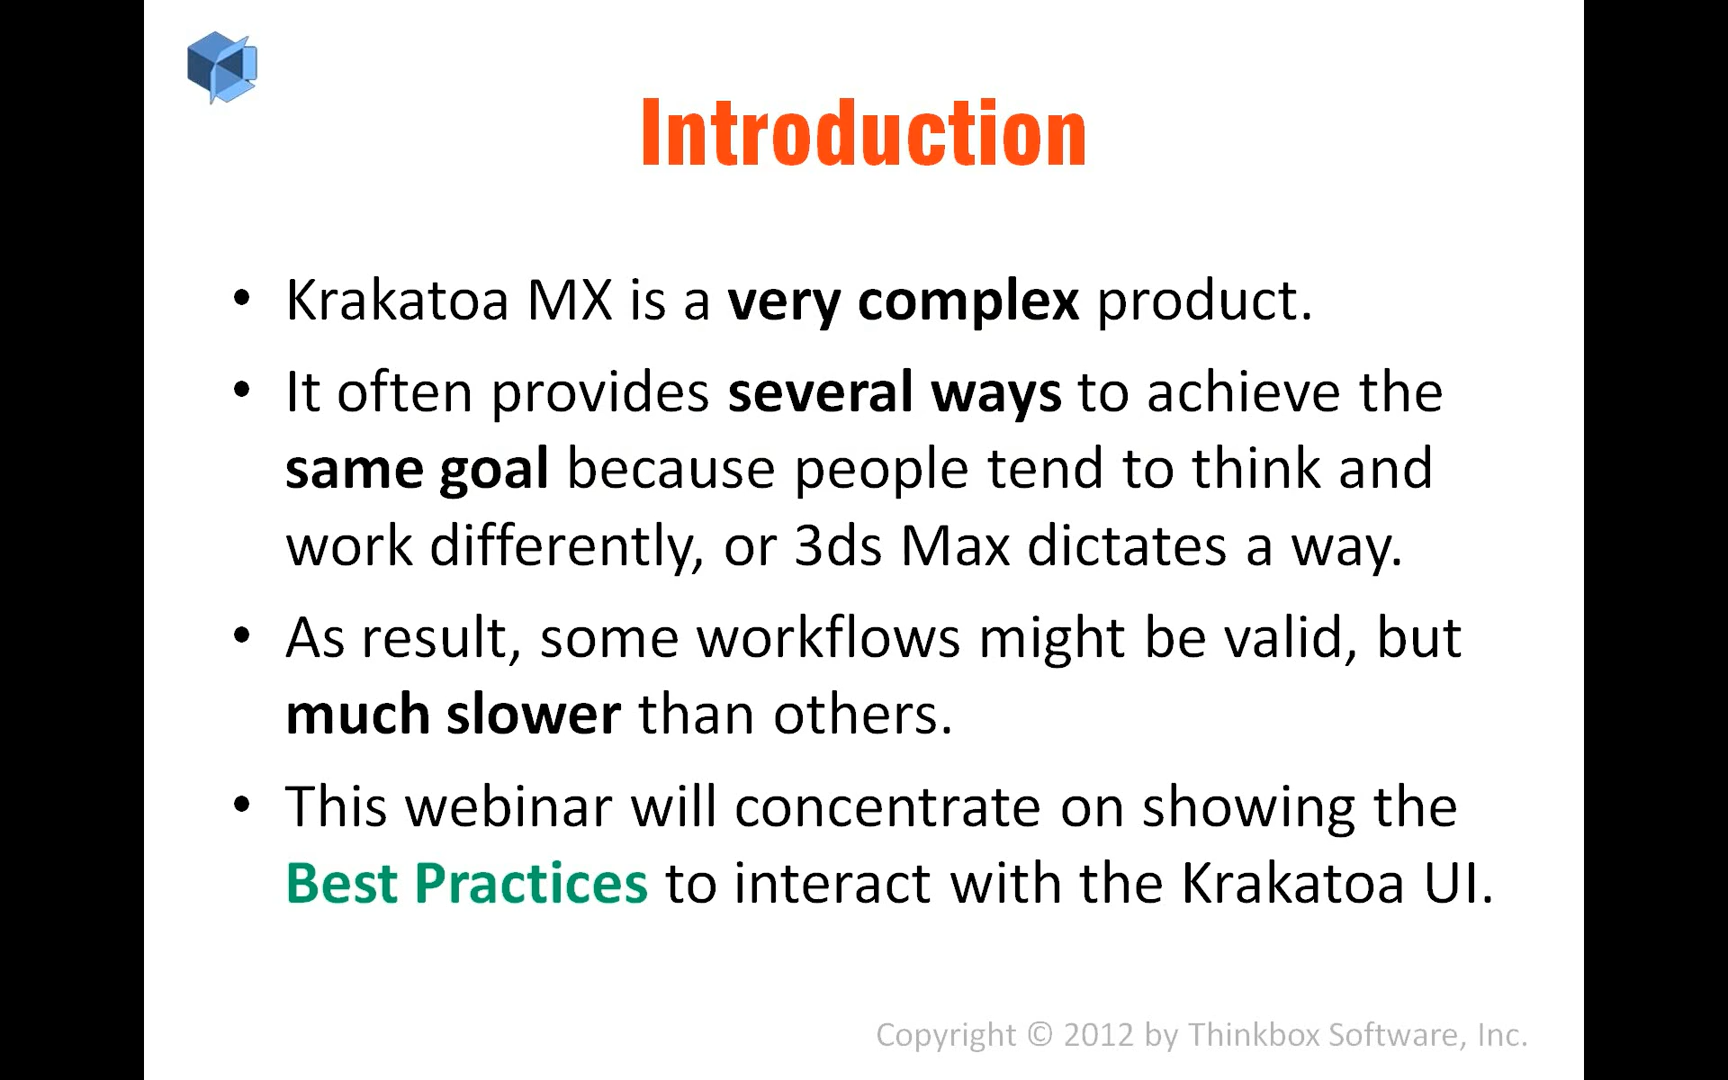 Introduction
• Krakatoa MX is a very complex product.
• It often provides several ways to achieve the
same goal because people tend to think and
work differently, or 3ds Max dictates a way.
• As result, some workflows might be valid, but
much slower than others.
• This webinar will concentrate on showing the
Best Practices to interact with the Krakatoa UI.
Copyright © 2012 by Thinkbox Software, Inc.